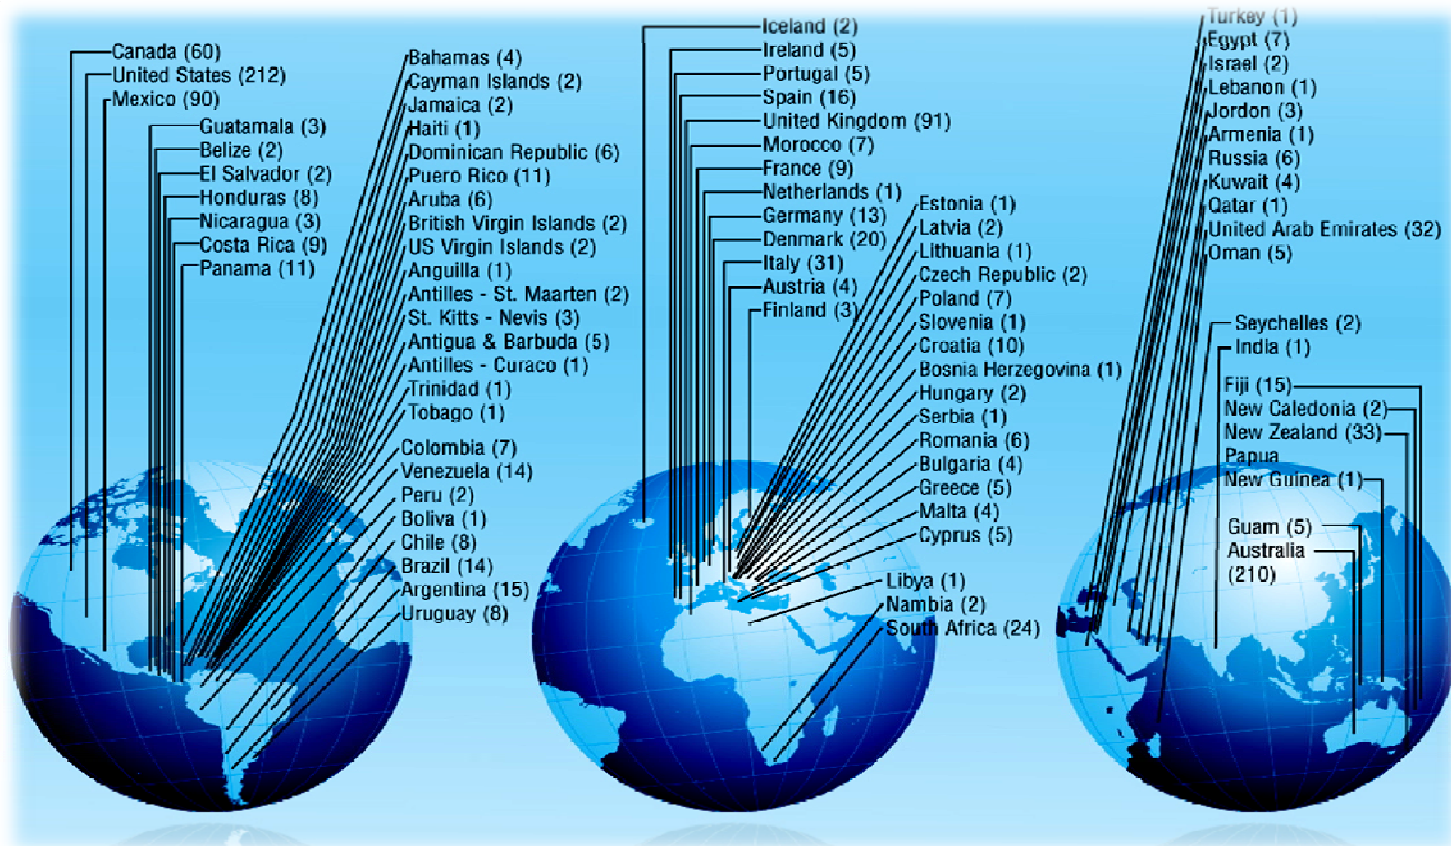 Canada (60)
United States (212)
Mexico (90)
Guatamala (3)
Belize (2)
El Salvador (2)
Honduras (8)
Nicaragua (3)
Costa Rica (9)
Panama (11)
Bahamas (4)
Cayman Islands (2)
Jamaica (2)
Haiti (1)
Dominican Republic (6)
Puero Rico (11)
Aruba (6)
British Virgin Islands (2)
US Virgin Islands (2)
Anguilla (1)
Antilles - St. Maarten (2)
St. Kitts - Nevis (3)
Antigua & Barbuda (5)
Antilles - Curaco (1)
Trinidad (1)
Tobago (1)
Colombia (7)
Venezuela (14)
Peru (2)
Boliva (1)
Chile (8)
Brazil (14)
Argentina (15)
Uruguay (8)
Iceland (2)
Ireland (5)
Portugal (5)
Spain (16)
United Kingdom (91)
Morocco (7)
France (9)
Netherlands (1)
Germany (13)
Denmark (20)
Italy (31)
Austria (4)
Finland (3)
Estonia (1)
Latvia (2)
Lithuania (1)
Czech Republic (2)
Poland (7)
Slovenia (1)
Croatia (10)
Bosnia Herzegovina (1)
Hungary (2)
Serbia (1)
Romania (6)
Bulgaria (4)
Greece (5)
Malta (4)
Cyprus (5)
Libya (1)
Nambia (2)
South Africa (24)
Turkey (1)
Egypt (7)
Israel (2)
Lebanon (1)
Jordon (3)
Armenia (1)
Russia (6)
Kuwait (4)
Qatar (1)
United Arab Emirates (32)
Oman (5)
Seychelles (2)
India (1)
Fiji (15)
New Caledonia (2)
New Zealand (33)
Papua
New Guinea (1)
Guam (5)
Australia
(210)